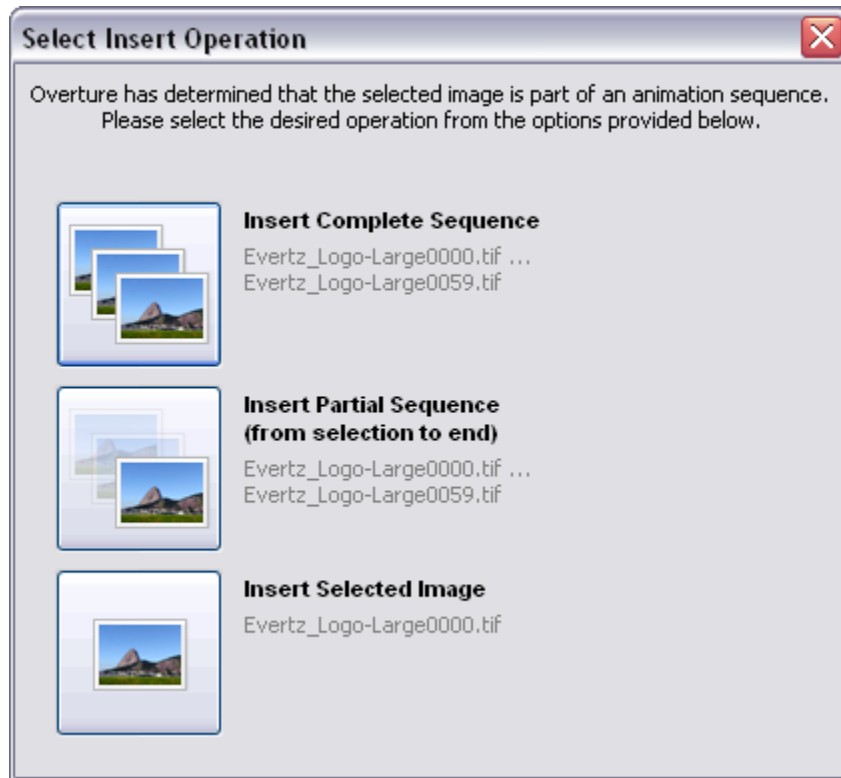 Select Insert Operation
Overture has determined that the selected image is part of an animation sequence.
Please select the desired operation from the options provided below.
Insert Complete Sequence
Evertz_Logo-Large0000.tif ...
Evertz_Logo-Large0059.tif
Insert Partial Sequence
(from selection to end)
Evertz_Logo-Large0000.tif ...
Evertz_Logo-Large0059.tif
Insert Selected Image
Evertz_Logo-Large0000.tif